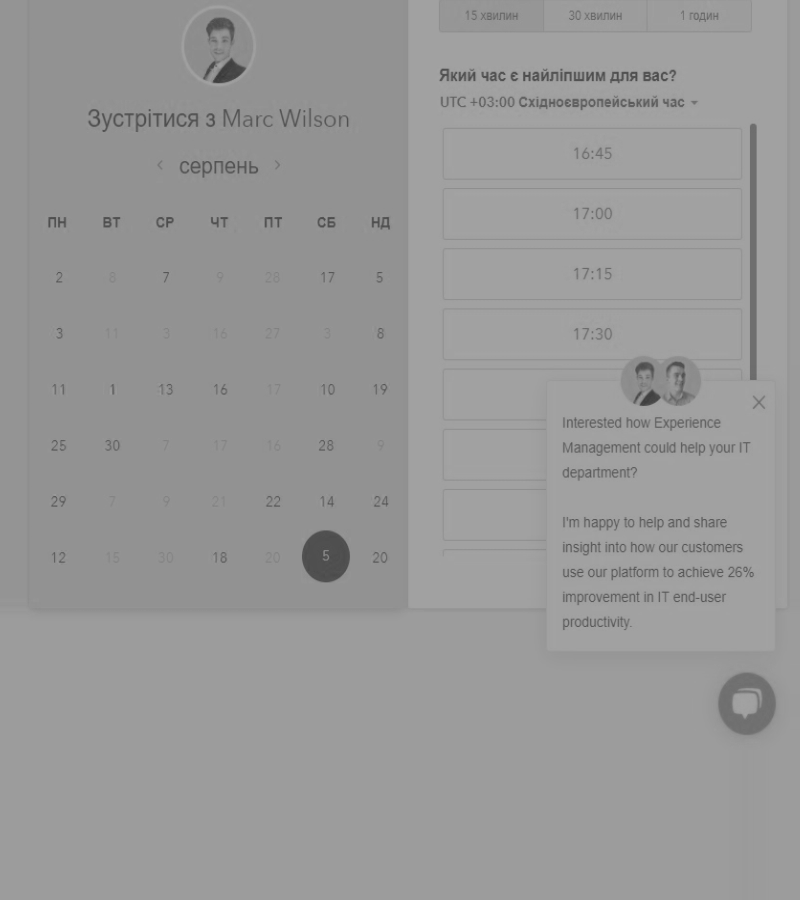 15 хвилин 30 хвилин 1 годин
Зустрітися з Marc Wilson
серпень
ПН ВТ СР ЧТ ПТ СБ НД
2 8 7 9 28 17 5
3 11 3 16 27 3 8
11 1 13 16 17 10 19
25 30 7 17 16 28 9
29 7 9 21 22 14 24
12 15 30 18 20 5 20
Який час є найліпшим для вас?
UTC +03:00 Східноєвропейський час
16:45
17:00
17:15
17:30
Interested how Experience
Management could help your IT
department?
I'm happy to help and share
insight into how our customers
use our platform to achieve 26%
improvement in IT end-user
productivity.